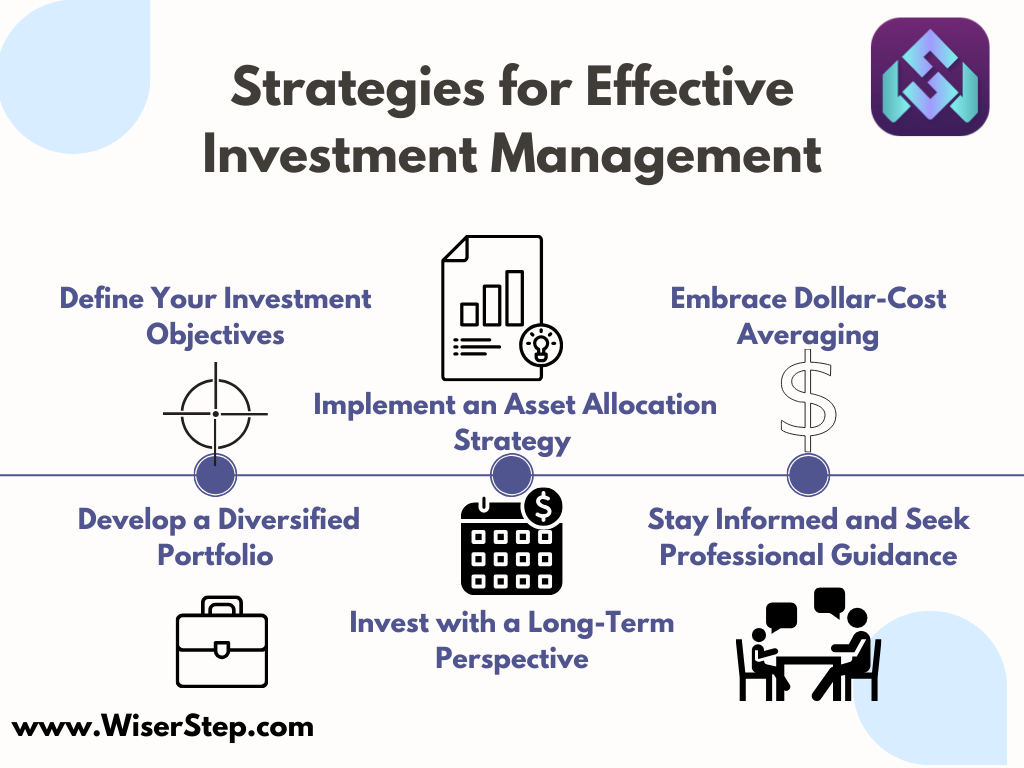 Strategies for Effective
Investment Management
Define Your Investment
Objectives
Implement an Asset Allocation
Strategy
Embrace Dollar-Cost
Averaging
$
Develop a Diversified
Portfolio
$
Invest with a Long-Term
Perspective
Stay Informed and Seek
Professional Guidance
www.WiserStep.com